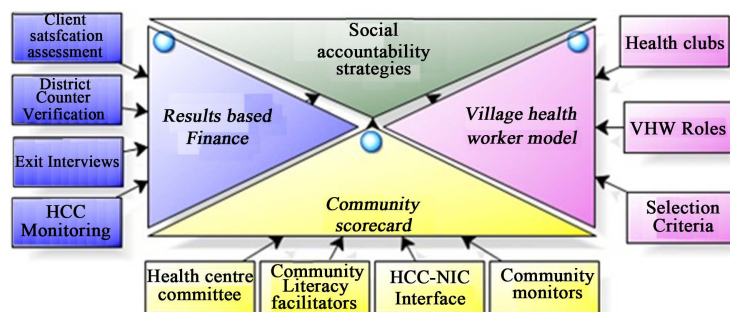 Client
satsfcation
assessment
District
Counter
Verification
Exit Interviews
HCC
Monitoring
Social
accountability
strategies
Results based
Finance
Village health
worker model
Community
scorecard
Health clubs
VHW Roles
Selection
Criteria
Health centre
committee
Community
Literacy
facilitators
HCC-NIC
Interface
Community
monitors